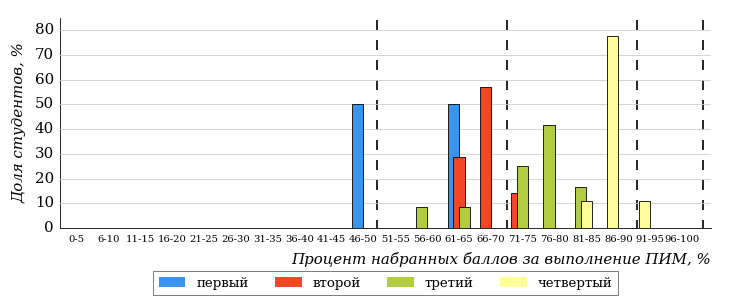 Доля студентов, %
80
70
60
50
40
30
20
10
0
0-5 6-10 11-15 16-20 21-25 26-30 31-35 36-40 41-45 46-50 51-55 56-60 61-65 66-70 71-75 76-80 81-85 86-90 91-95 96-100
Процент набранных баллов за выполнение ПИМ, %
первый второй третий четвертый